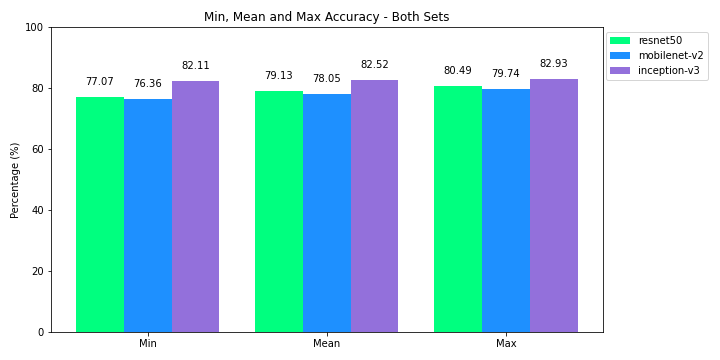 Min, Mean and Max Accuracy - Both Sets
resnet50
mobilenet-v2
inception-v3
Percentage (%)
100
80
60
40
20
0
77.07
76.36
82.11
79.13
78.05
82.52
80.49
79.74
82.93
Min
Mean
Max